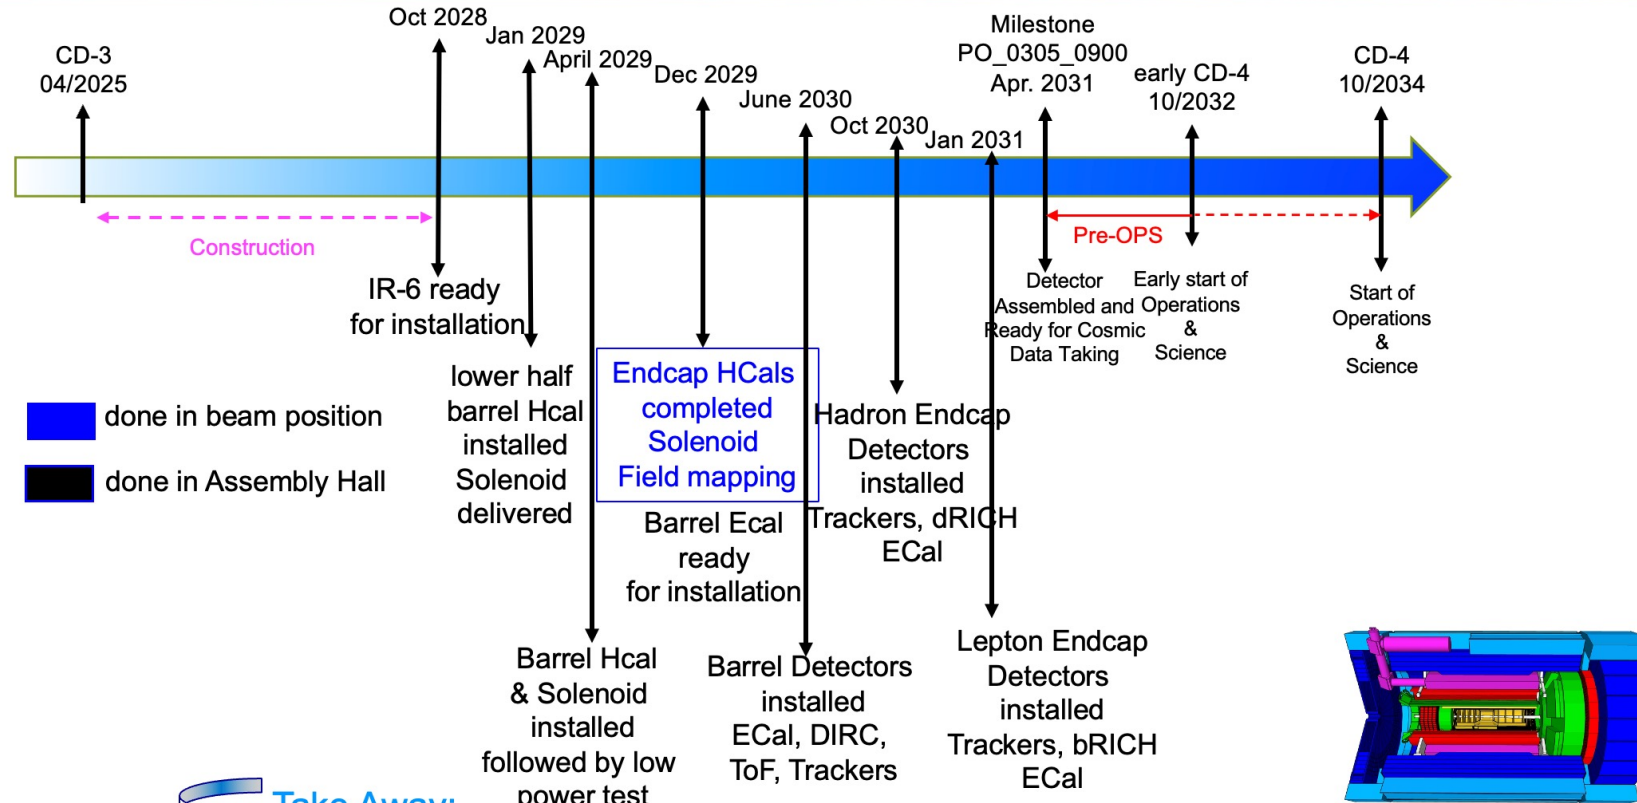 CD-3
04/2025
Oct 2028
Jan 2029
April 2029
Dec 2029
June 2030
Oct 2030
Jan 2031
Milestone
PO_0305_0900
Apr. 2031
early CD-4
10/2032
CD-4
10/2034
Construction
Pre-OPS
IR-6 ready
for installation
lower half
barrel Hcal
installed
Solenoid
delivered
Barrel Hcal
& Solenoid
installed
followed by low
power test
Endcap HCals
completed
Solenoid
Field mapping
Barrel Ecal
ready
for installation
Barrel Detectors
installed
ECal, DIRC,
ToF, Trackers
Hadron Endcap
Detectors
installed
Trackers, dRICH
ECal
Lepton Endcap
Detectors
installed
Trackers, bRICH
ECal
Detector
Assembled and
Ready for Cosmic
Data Taking
Early start of
Operations
&
Science
Start of
Operations
&
Science
done in beam position
done in Assembly Hall
Take Away: